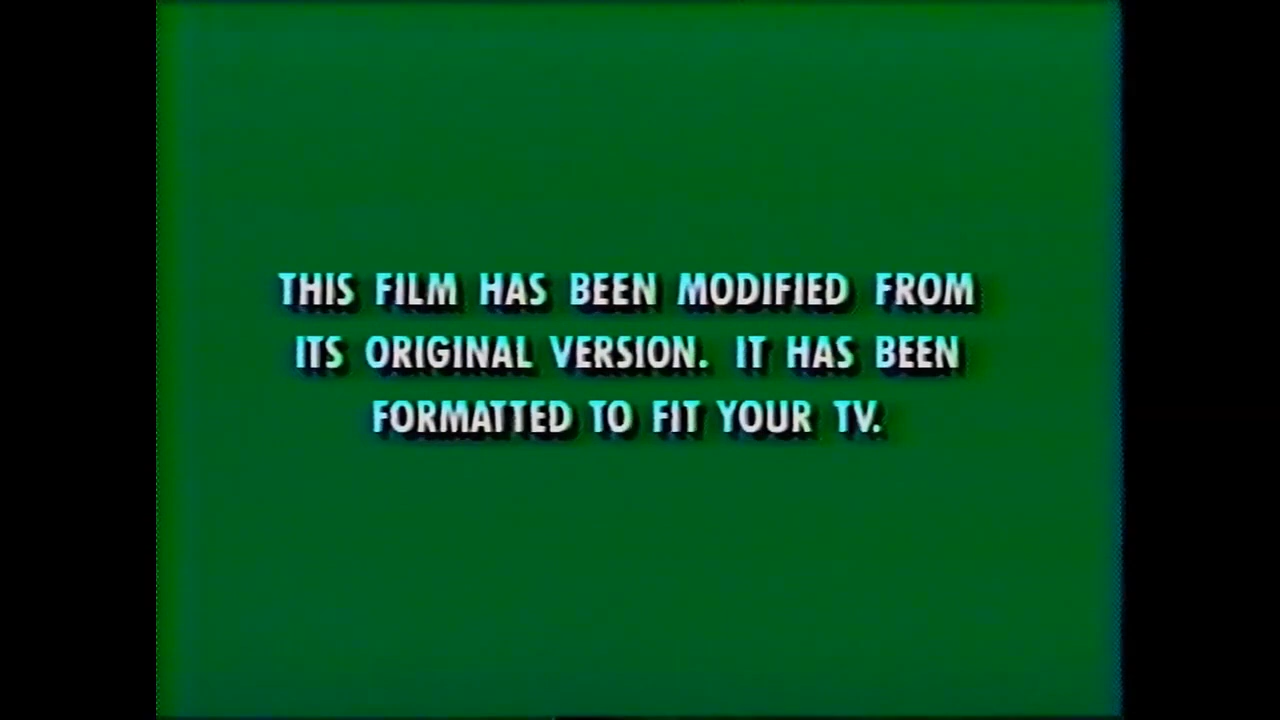 THIS FILM HAS BEEN MODIFIED FROM
ITS ORIGINAL VERSION. IT HAS BEEN
FORMATTED TO FIT YOUR TV.